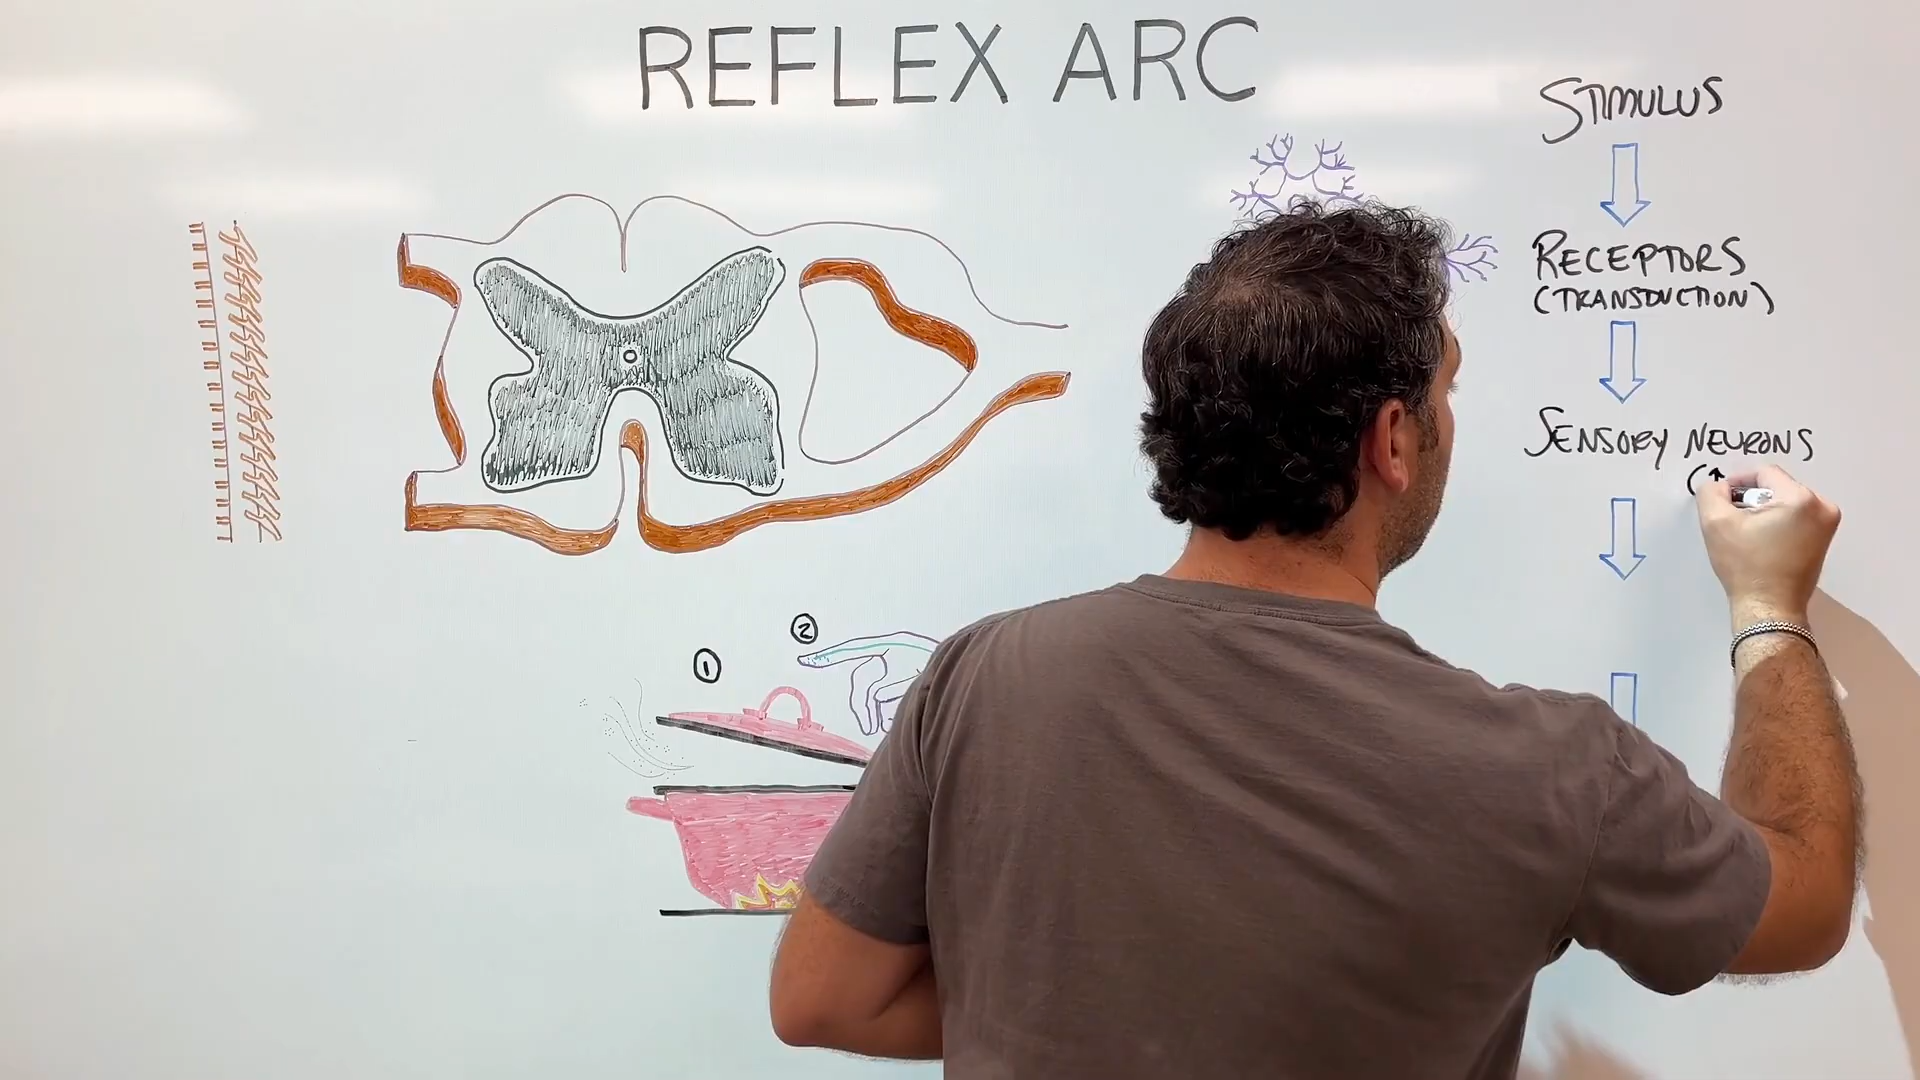 REFLEX ARC
STIMULUS
RECEPTORS
(TRANSDUCTION)
SENSORY NEURONS
(↑
①
②